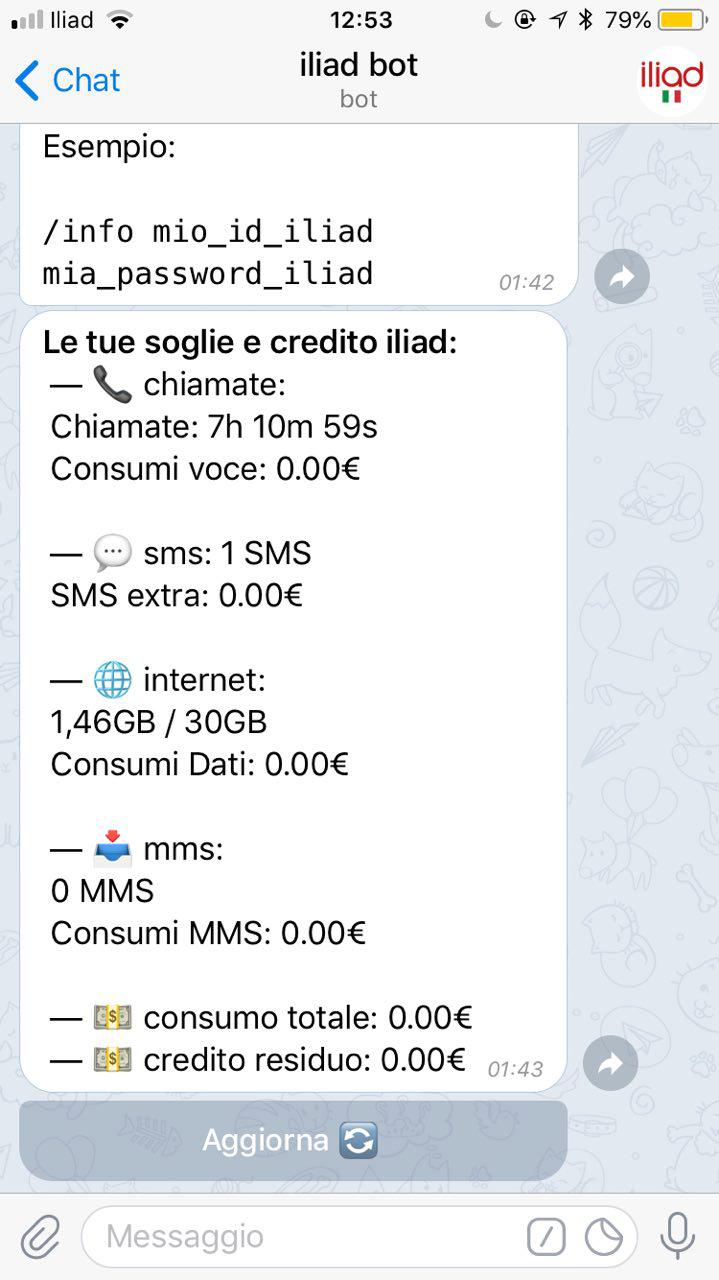 Iliad 12:53 79%
Chat iliad bot iliad
bot
Esempio:
/info mio_id_iliad
mia_password_iliad 01:42
Le tue soglie e credito iliad:
— 📞 chiamate:
Chiamate: 7h 10m 59s
Consumi voce: 0.00€
— 💬 sms: 1 SMS
SMS extra: 0.00€
— 🌐 internet:
1,46GB / 30GB
Consumi Dati: 0.00€
— 📥 mms:
0 MMS
Consumi MMS: 0.00€
— 💵 consumo totale: 0.00€
— 💵 credito residuo: 0.00€ 01:43
Aggiorna 🔄
Messaggio